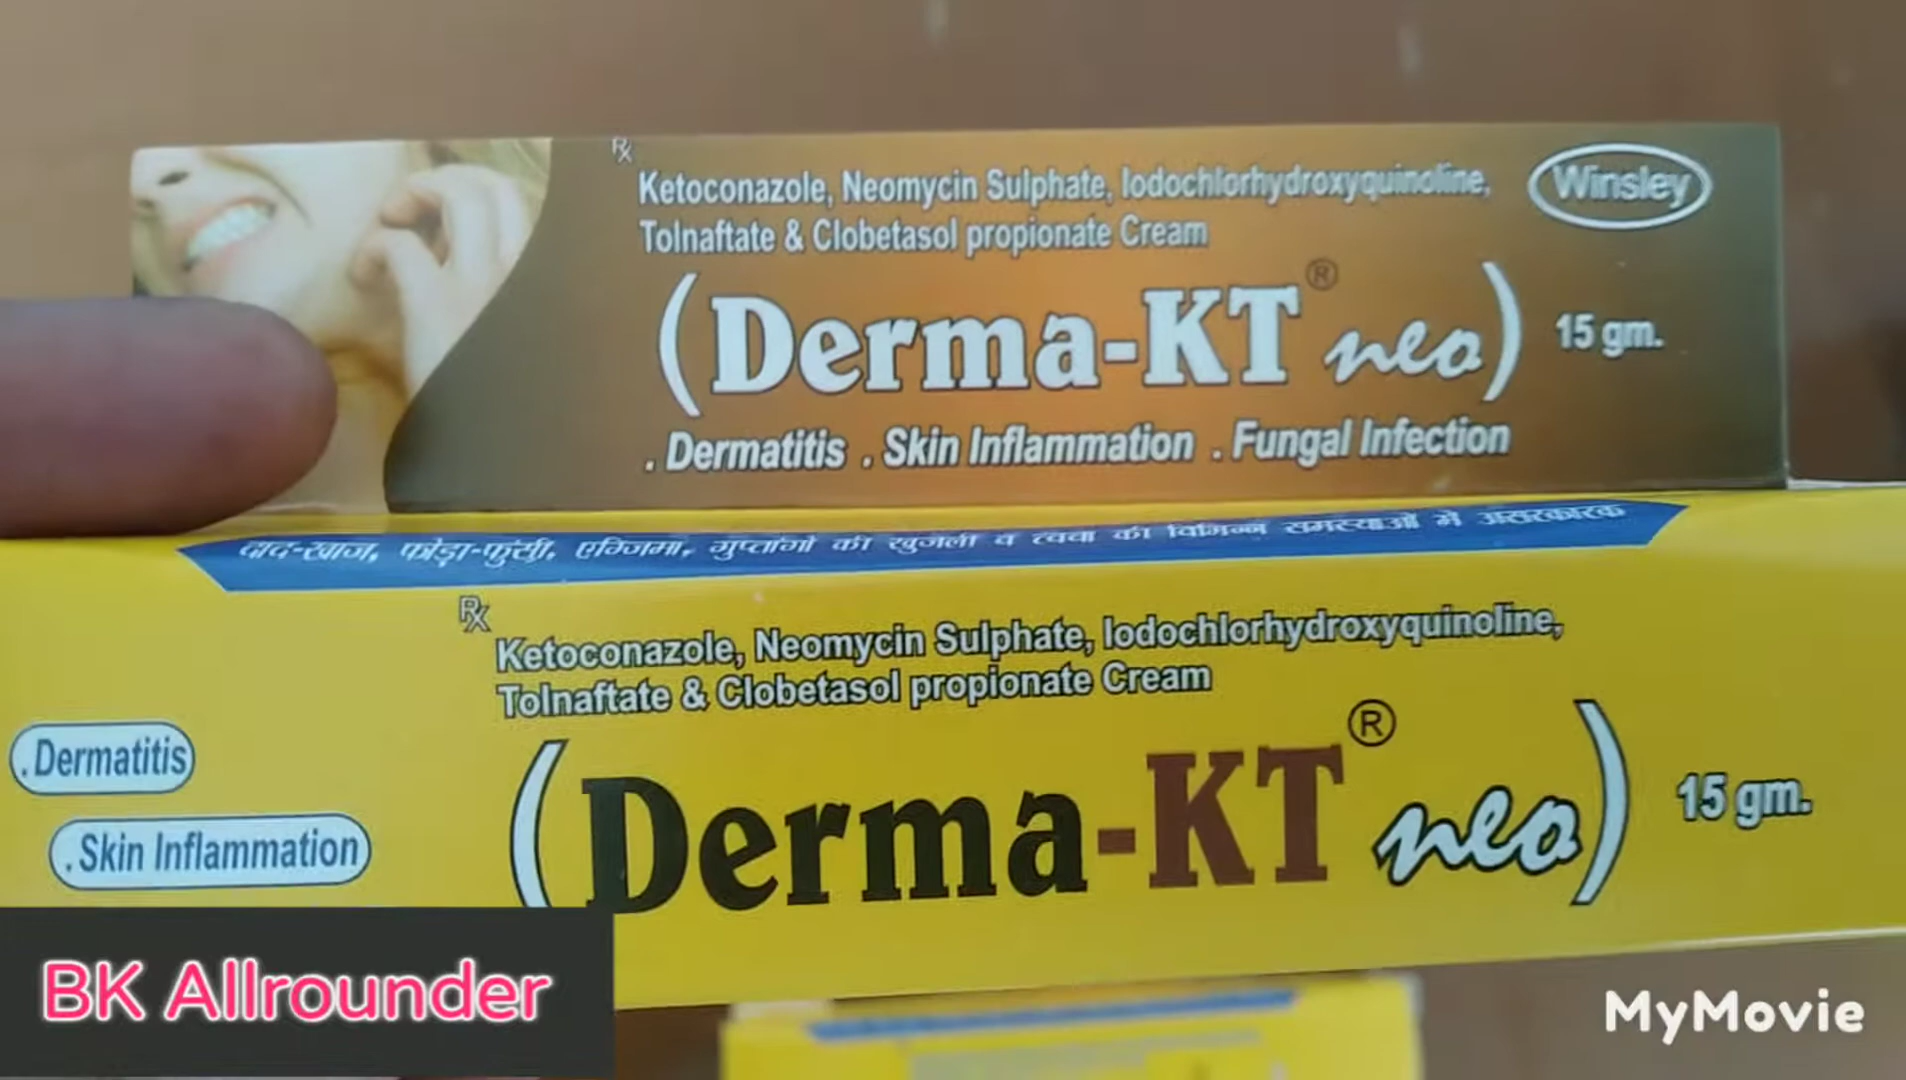 Rx
Ketoconazole, Neomycin Sulphate, Iodochlorhydroxyquinoline,
Tolnaftate & Clobetasol propionate Cream
Winsley
(Derma-KT® neo) 15 gm.
. Dermatitis . Skin Inflammation . Fungal Infection
दाद-खाज, फोड़ा-फुंसी, एग्जिमा, गुप्तांगो की खुजली व त्वचा की विभिन्न समस्याओं में असरकारक
Rx
Ketoconazole, Neomycin Sulphate, Iodochlorhydroxyquinoline,
Tolnaftate & Clobetasol propionate Cream
. Dermatitis
. Skin Inflammation
(Derma-KT® neo) 15 gm.
BK Allrounder
MyMovie